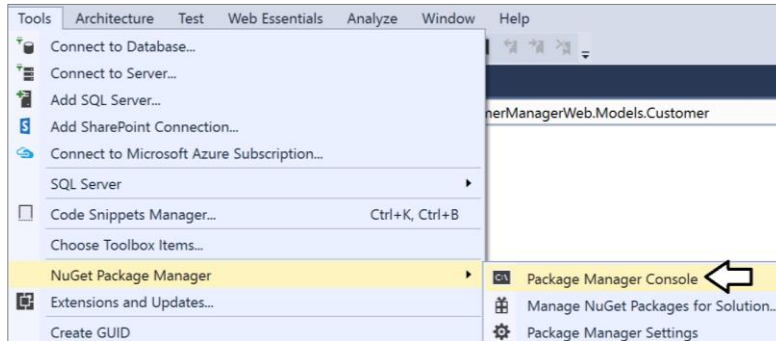 Tools Architecture Test Web Essentials Analyze Window Help
Connect to Database...
Connect to Server...
Add SQL Server...
nerManagerWeb.Models.Customer
Add SharePoint Connection...
Connect to Microsoft Azure Subscription...
SQL Server
Code Snippets Manager... Ctrl+K, Ctrl+B
Choose Toolbox Items...
NuGet Package Manager
Package Manager Console
Extensions and Updates...
Manage NuGet Packages for Solution...
Create GUID
Package Manager Settings